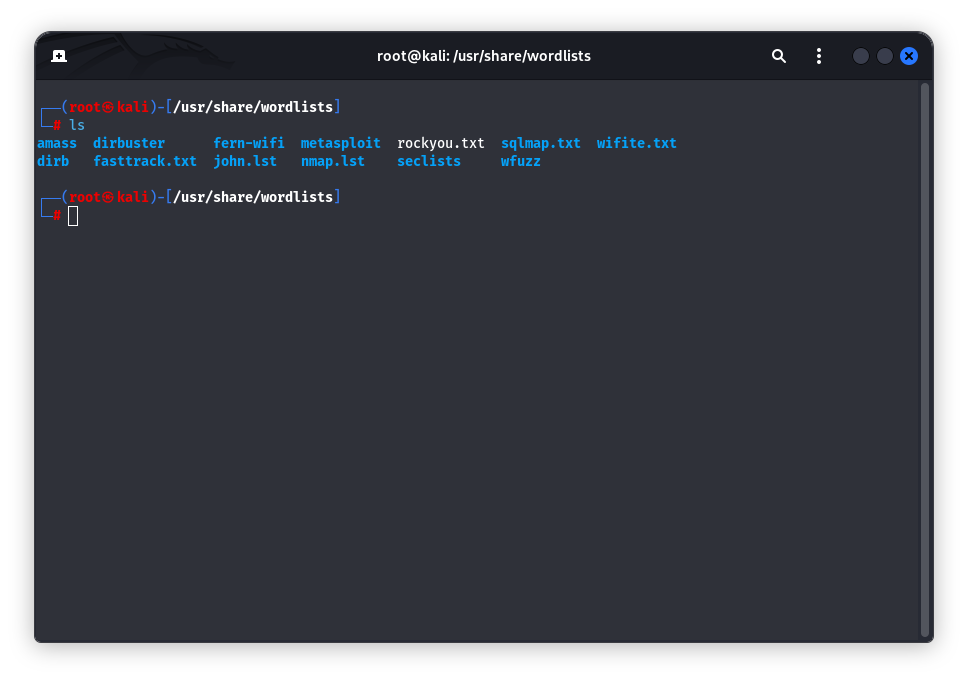 root@kali: /usr/share/wordlists
┌──(root㉿kali)-[/usr/share/wordlists]
└─# ls
amass  dirbuster      fern-wifi  metasploit  rockyou.txt  sqlmap.txt  wifite.txt
dirb   fasttrack.txt  john.lst   nmap.lst    seclists     wfuzz
┌──(root㉿kali)-[/usr/share/wordlists]
└─#